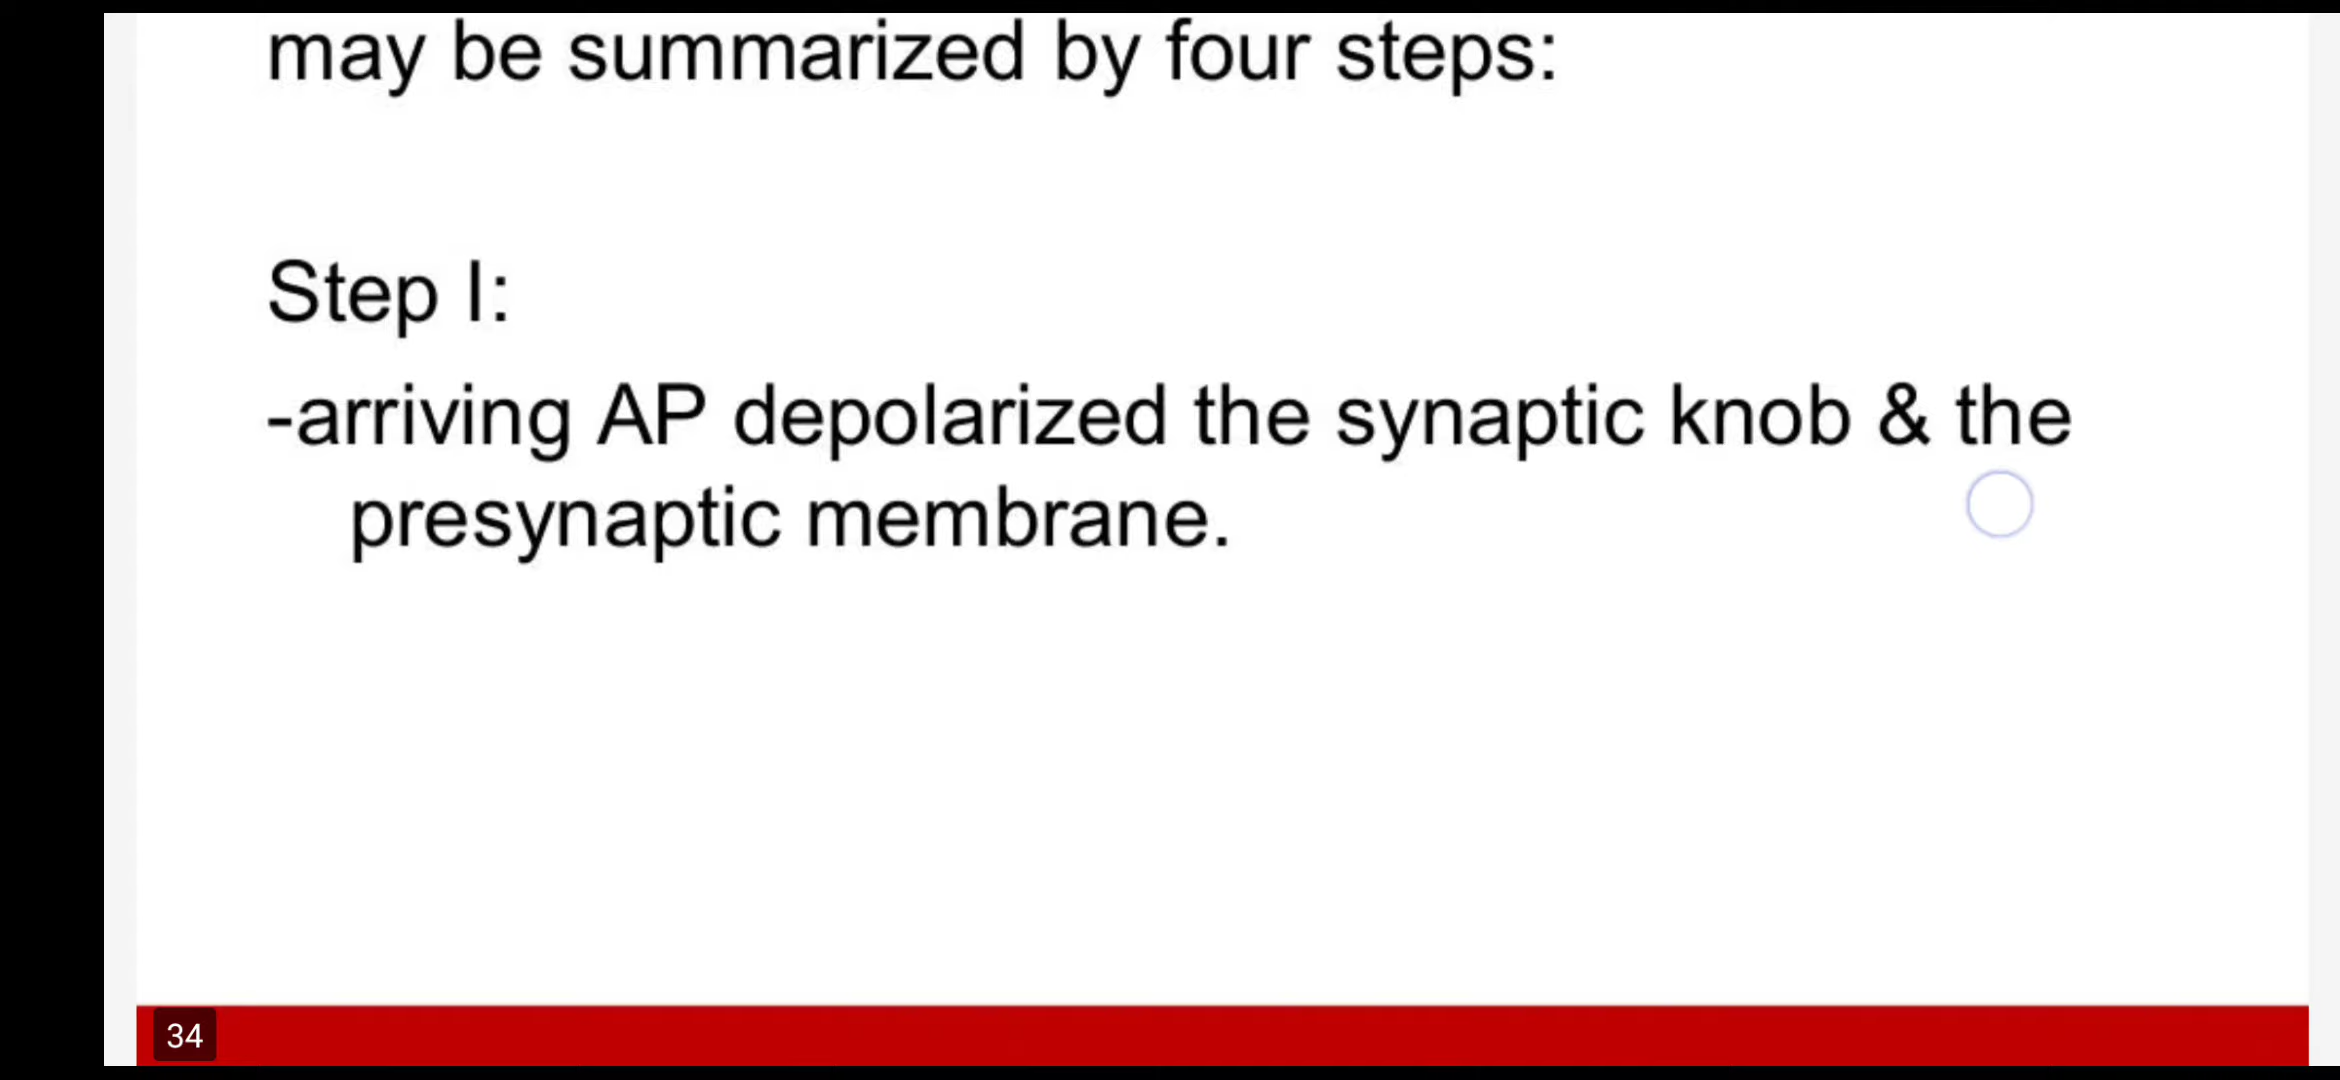 may be summarized by four steps:
Step I:
-arriving AP depolarized the synaptic knob & the
presynaptic membrane.
34